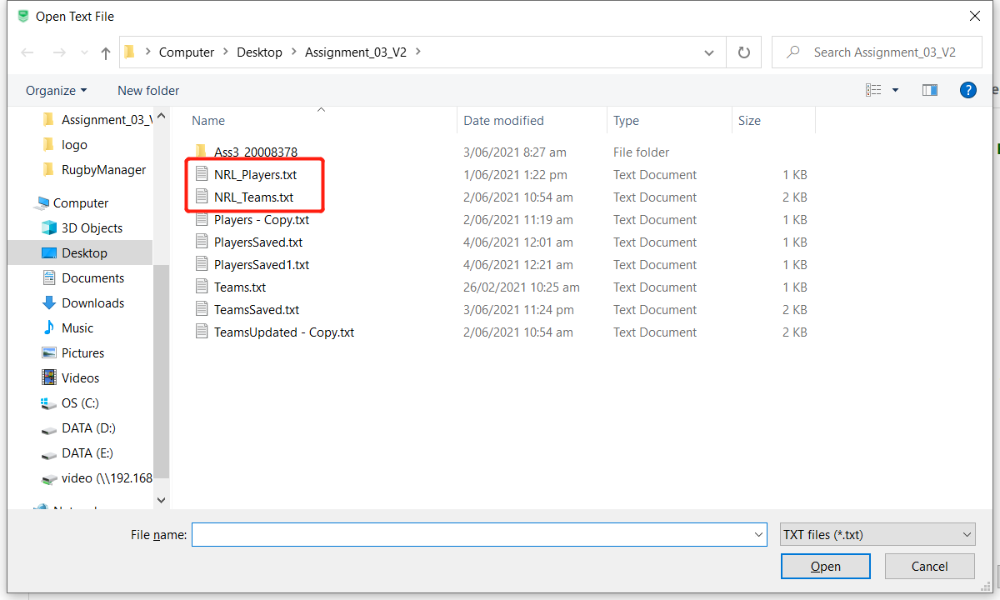 Open Text File
Computer > Desktop > Assignment_03_V2 >
Search Assignment_03_V2
Organize
New folder
?
Assignment_03_V
logo
RugbyManager
Computer
3D Objects
Desktop
Documents
Downloads
Music
Pictures
Videos
OS (C:)
DATA (D:)
DATA (E:)
video (\\192.168
Name Date modified Type Size
Ass3_20008378 3/06/2021 8:27 am File folder
NRL_Players.txt 1/06/2021 1:22 pm Text Document 1 KB
NRL_Teams.txt 2/06/2021 10:54 am Text Document 2 KB
Players - Copy.txt 2/06/2021 11:19 am Text Document 1 KB
PlayersSaved.txt 4/06/2021 12:01 am Text Document 1 KB
PlayersSaved1.txt 4/06/2021 12:21 am Text Document 1 KB
Teams.txt 26/02/2021 10:25 am Text Document 1 KB
TeamsSaved.txt 3/06/2021 11:24 pm Text Document 2 KB
TeamsUpdated - Copy.txt 2/06/2021 10:54 am Text Document 2 KB
File name:
TXT files (*.txt)
Open
Cancel